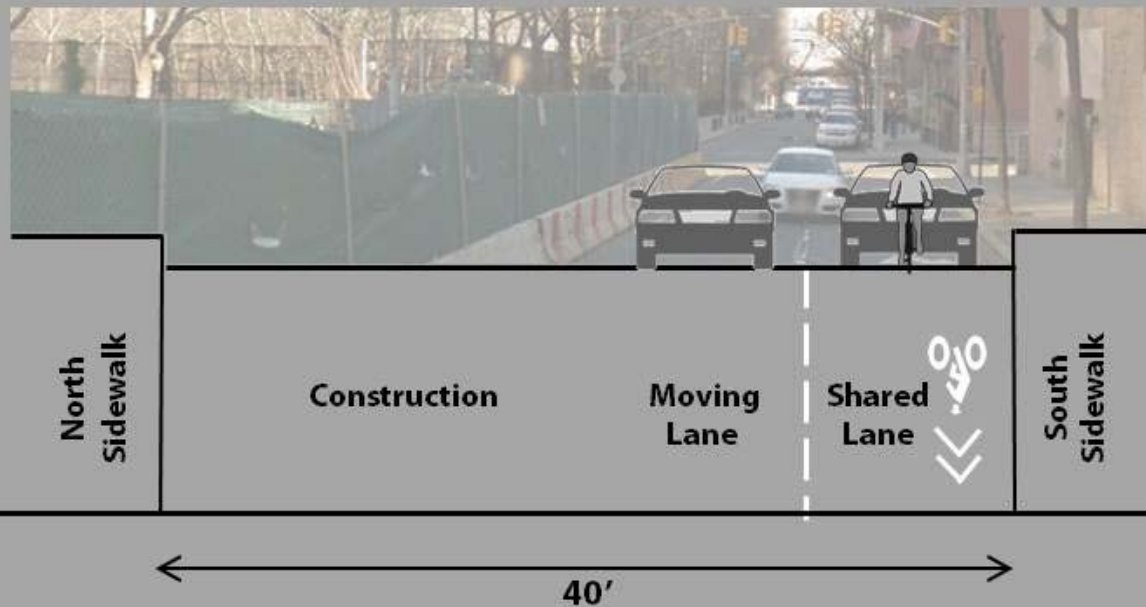 North
Sidewalk
Construction
Moving
Lane
Shared
Lane
South
Sidewalk
40’